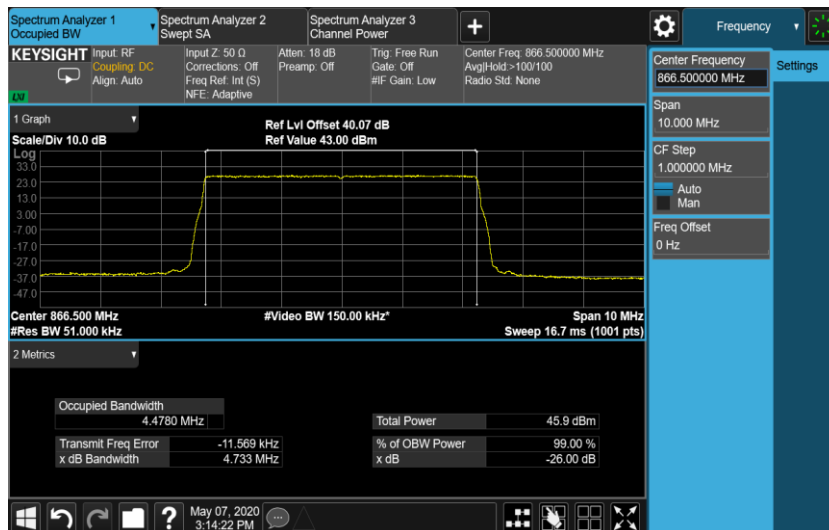 Spectrum Analyzer 1
Occupied BW
Spectrum Analyzer 2
Swept SA
Spectrum Analyzer 3
Channel Power
Frequency
KEYSIGHT
Input: RF
Coupling: DC
Align: Auto
Input Z: 50 Ω
Corrections: Off
Freq Ref: Int (S)
NFE: Adaptive
Atten: 18 dB
Preamp: Off
Trig: Free Run
Gate: Off
#IF Gain: Low
Center Freq: 866.500000 MHz
Avg|Hold:>100/100
Radio Std: None
1 Graph
Ref Lvl Offset 40.07 dB
Scale/Div 10.0 dB
Ref Value 43.00 dBm
Log
33.0
23.0
13.0
3.00
-7.00
-17.0
-27.0
-37.0
-47.0
Center 866.500 MHz
#Video BW 150.00 kHz*
Span 10 MHz
#Res BW 51.000 kHz
Sweep 16.7 ms (1001 pts)
2 Metrics
Occupied Bandwidth
4.4780 MHz
Total Power
45.9 dBm
Transmit Freq Error
-11.569 kHz
% of OBW Power
99.00 %
x dB Bandwidth
4.733 MHz
x dB
-26.00 dB
Center Frequency
866.500000 MHz
Settings
Span
10.000 MHz
CF Step
1.000000 MHz
Auto
Man
Freq Offset
0 Hz
May 07, 2020
3:14:22 PM